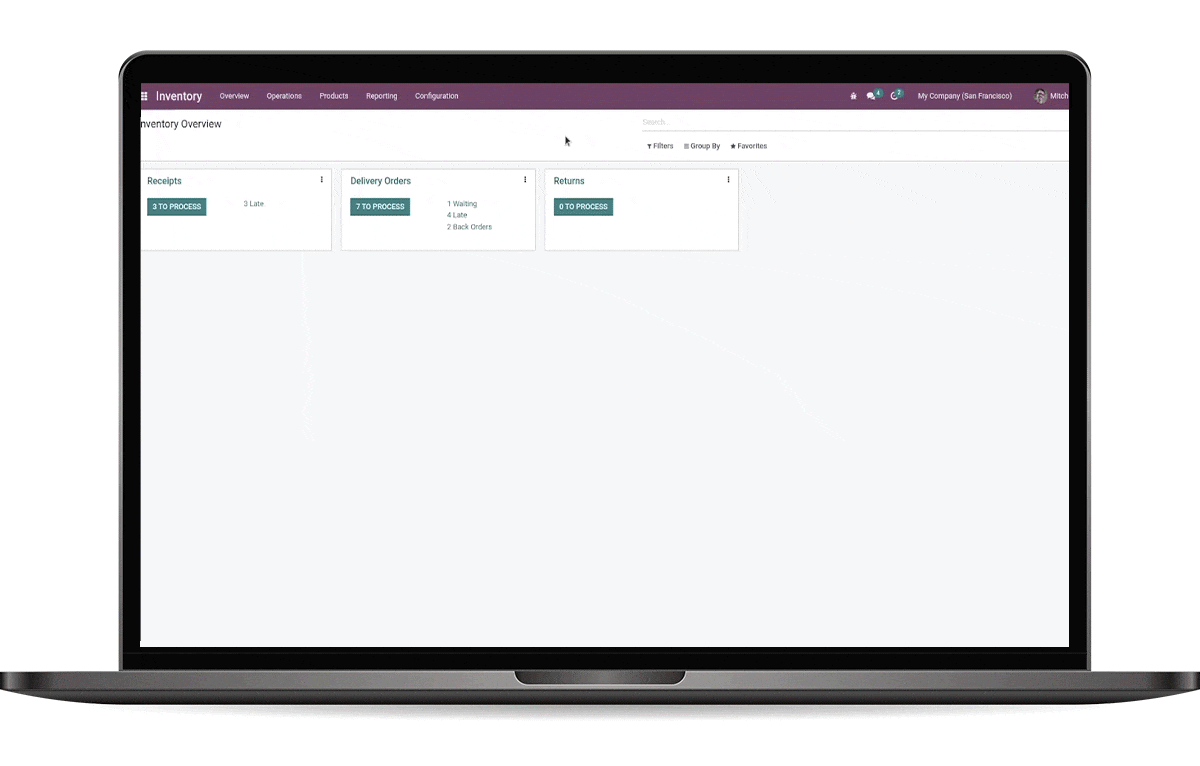 Inventory Overview Operations Products Reporting Configuration 4 2 My Company (San Francisco) Mitch
nventory Overview
Search...
Filters Group By Favorites
Receipts
3 TO PROCESS 3 Late
Delivery Orders
7 TO PROCESS 1 Waiting
4 Late
2 Back Orders
Returns
0 TO PROCESS